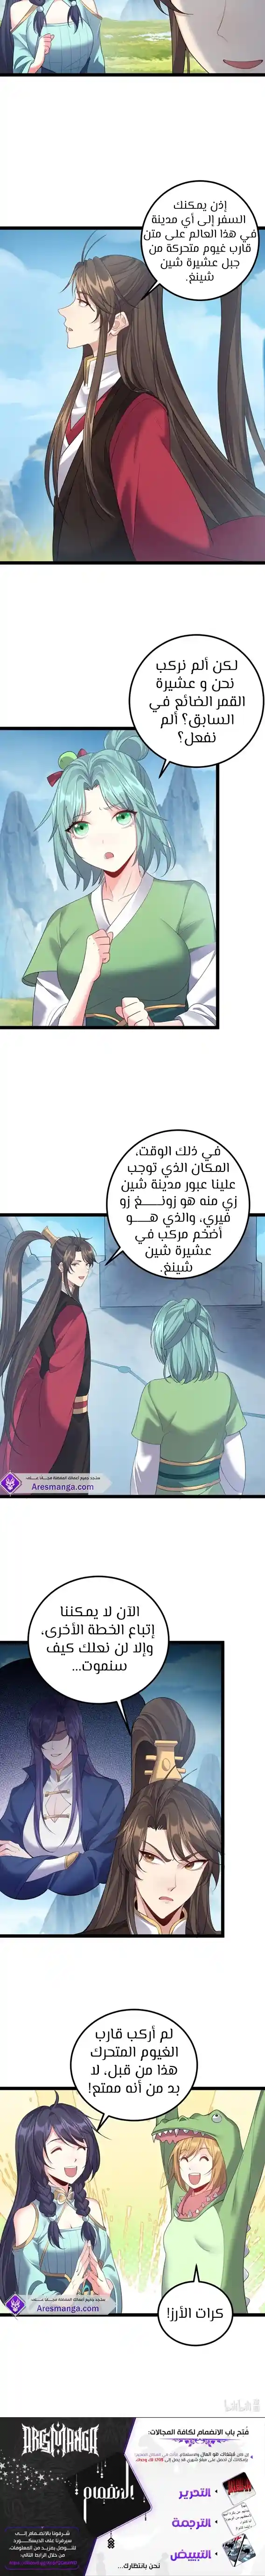 إذن يمكنك
السفر إلى أي مدينة
في هذا العالم على متن
قارب غيوم متحركة من
جبل عشيرة شين
شينغ.
لكن ألم نركب
نحن و عشيرة
القمر الضائع في
السابق؟ ألم
نفعل؟
في ذلك الوقت،
المكان الذي توجب
علينا عبور مدينة شين
زي منه هو زونــــغ زو
فيري، والذي هـــو
أضخم مركب في
عشيرة شين
شينغ.
Aresmanga.com
الآن لا يمكننا
إتباع الخطة الأخرى،
وإلا لن نعلك كيف
سنموت...
لم أركب قارب
الغيوم المتحرك
هذا من قبل، لا
بد من أنه ممتع!
كرات الأرز!
Aresmanga.com
ARESMANGA
فُتح باب الانضمام لكافة المجالات:
التحرير
الترجمة
التبييض
نحن بانتظارك...